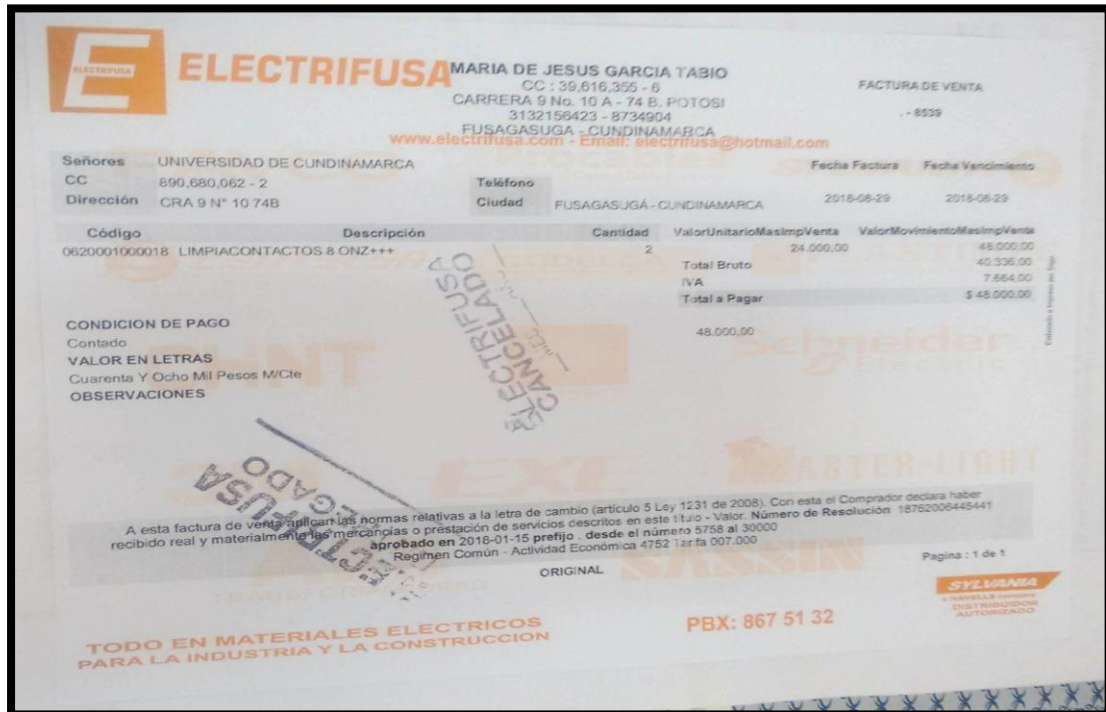 ELECTRIFUSA
ELECTRIFUSA
MARIA DE JESUS GARCIA TABIO
CC : 39,616,355 - 6
CARRERA 9 No. 10 A - 74 B. POTOSI
3132156423 - 8734904
FUSAGASUGA - CUNDINAMARCA
www.electrifusa.com - Email: electrifusa@hotmail.com
FACTURA DE VENTA
. - 8539
Señores UNIVERSIDAD DE CUNDINAMARCA
CC 890,680,062 - 2 Teléfono
Dirección CRA 9 N° 10 74B Ciudad FUSAGASUGÁ - CUNDINAMARCA
Fecha Factura Fecha Vencimiento
2018-08-29 2018-08-29
Código Descripción Cantidad ValorUnitarioMasImpVenta ValorMovimientoMasImpVenta
0620001000018 LIMPIACONTACTOS 8 ONZ+++ 2 24.000,00 48.000,00
Total Bruto 40.336,00
IVA 7.664,00
Total a Pagar $ 48.000,00
CONDICION DE PAGO
Contado 48.000,00
VALOR EN LETRAS
Cuarenta Y Ocho Mil Pesos M/Cte
OBSERVACIONES
ELECTRIFUSA
CANCELADO
Schneider
Electric
EXE
MASTER-LIGHT
A esta factura de venta aplican las normas relativas a la letra de cambio (artículo 5 Ley 1231 de 2008). Con esta el Comprador declara haber
recibido real y materialmente las mercancías o prestación de servicios descritos en este título - Valor. Número de Resolución 18762006445441
aprobado en 2018-01-15 prefijo . desde el número 5758 al 30000
Regimen Común - Actividad Económica 4752 Tarifa 007.000
ORIGINAL
Pagina : 1 de 1
SYLVANIA
DISTRIBUIDOR
AUTORIZADO
TODO EN MATERIALES ELECTRICOS
PARA LA INDUSTRIA Y LA CONSTRUCCION
PBX: 867 51 32